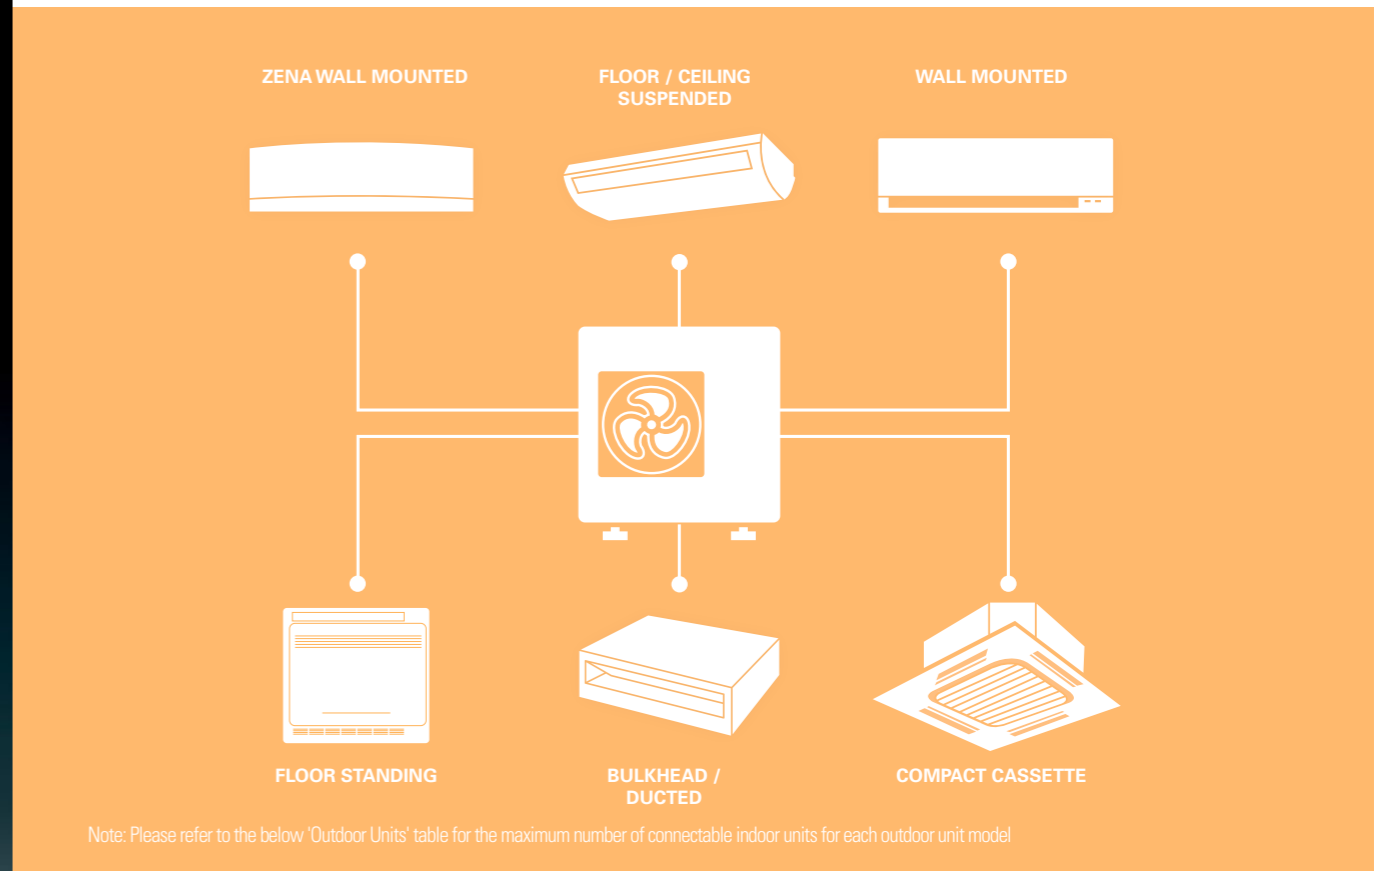 ZENA WALL MOUNTED
FLOOR / CEILING
SUSPENDED
WALL MOUNTED
FLOOR STANDING
BULKHEAD /
DUCTED
COMPACT CASSETTE
Note: Please refer to the below 'Outdoor Units' table for the maximum number of connectable indoor units for each outdoor unit model